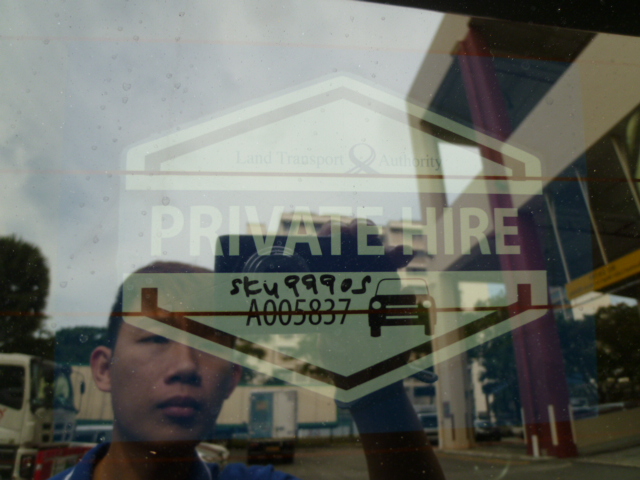 Land Transport Authority
PRIVATE HIRE
SKU9990S
A005837